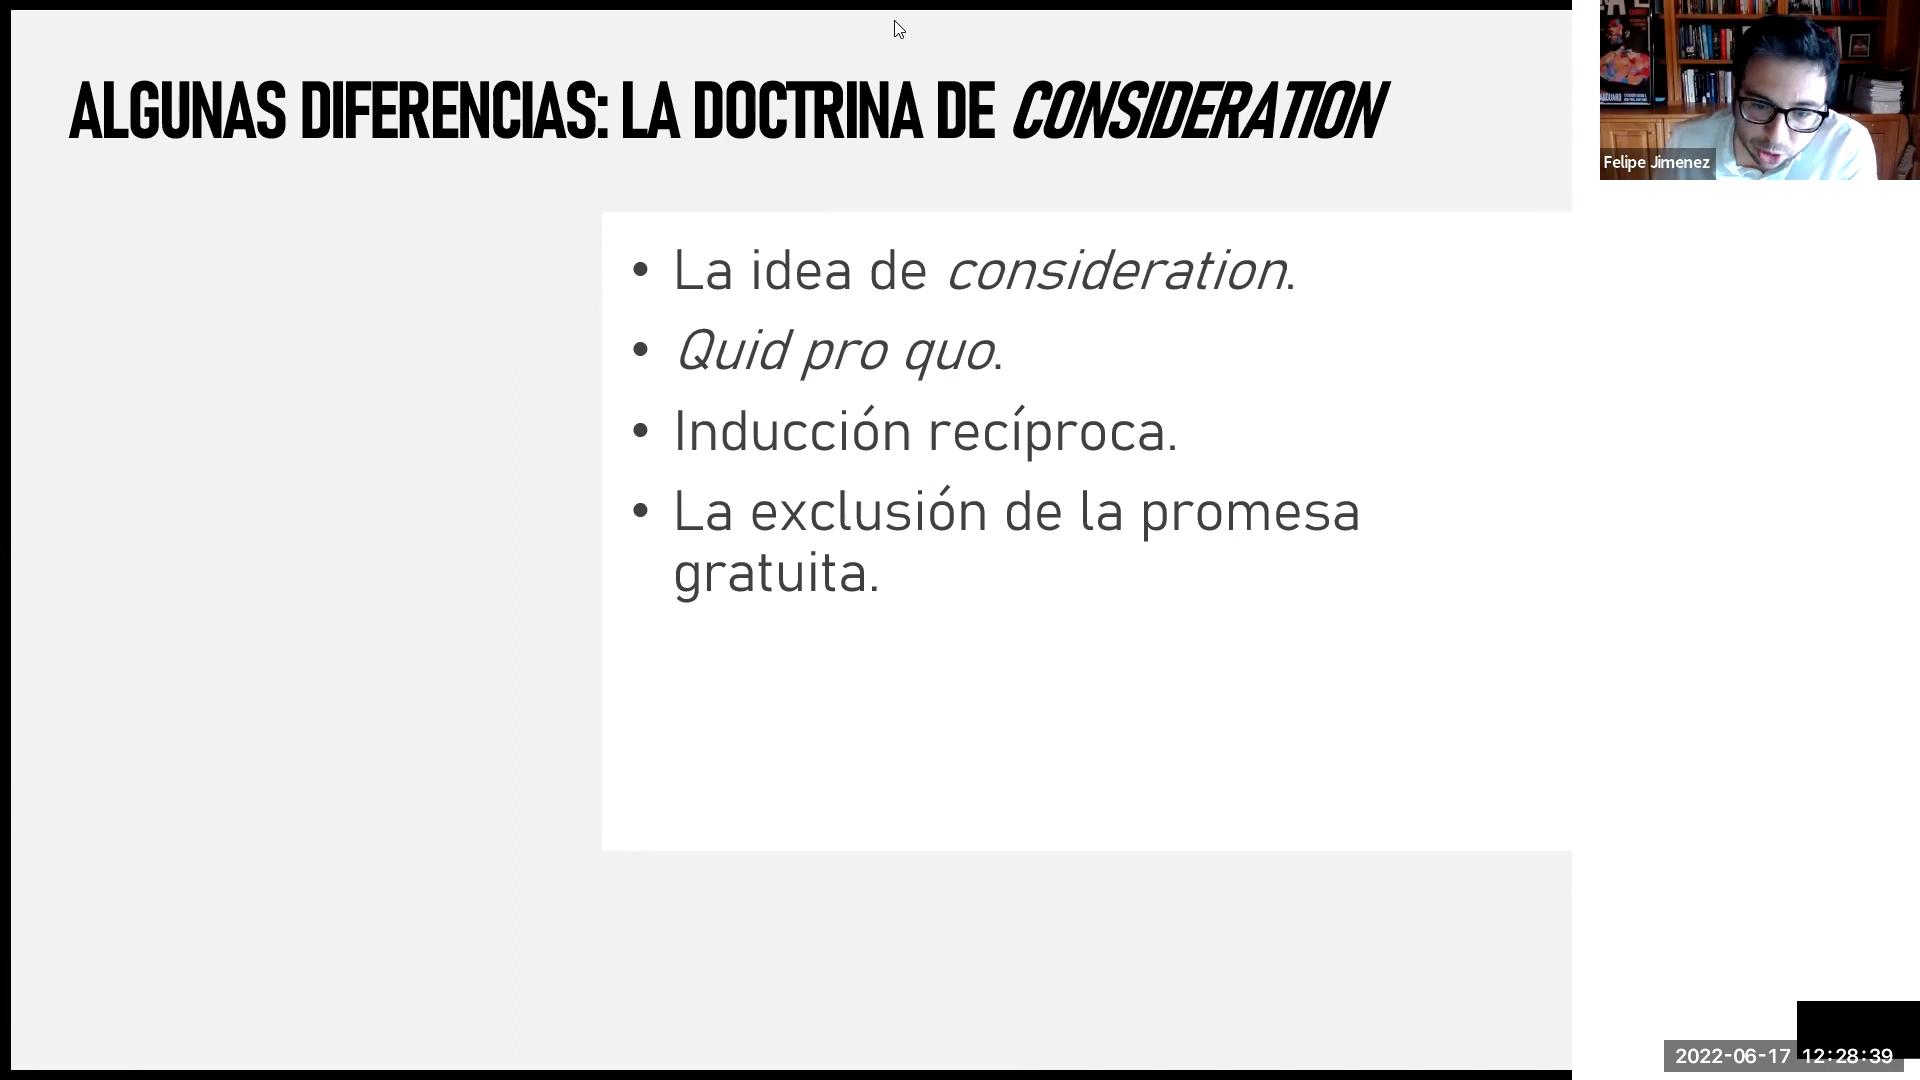 ALGUNAS DIFERENCIAS: LA DOCTRINA DE CONSIDERATION
Felipe Jimenez
• La idea de consideration.
• Quid pro quo.
• Inducción recíproca.
• La exclusión de la promesa
gratuita.
2022-06-17 12:28:39